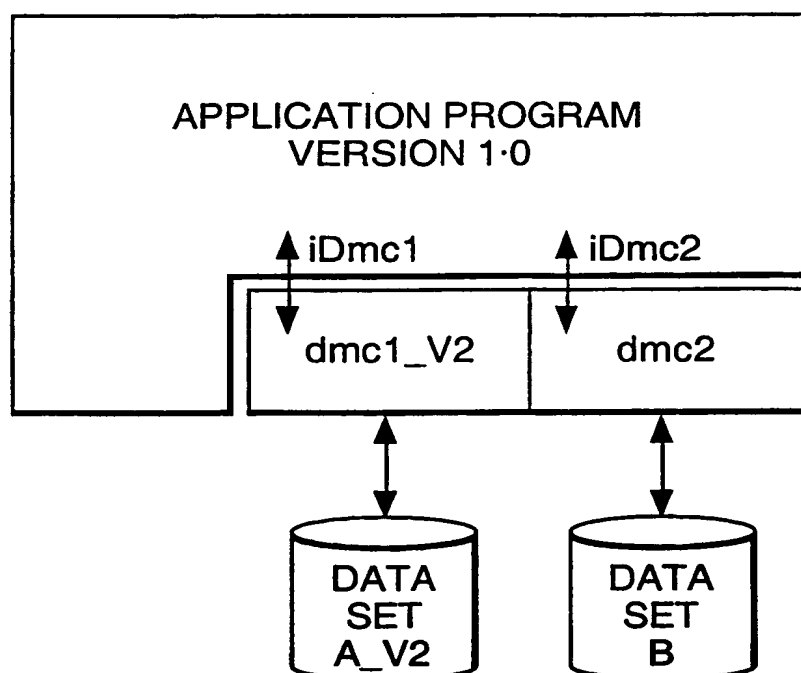 APPLICATION PROGRAM
VERSION 1·0
iDmc1
iDmc2
dmc1_V2
dmc2
DATA
SET
A_V2
DATA
SET
B